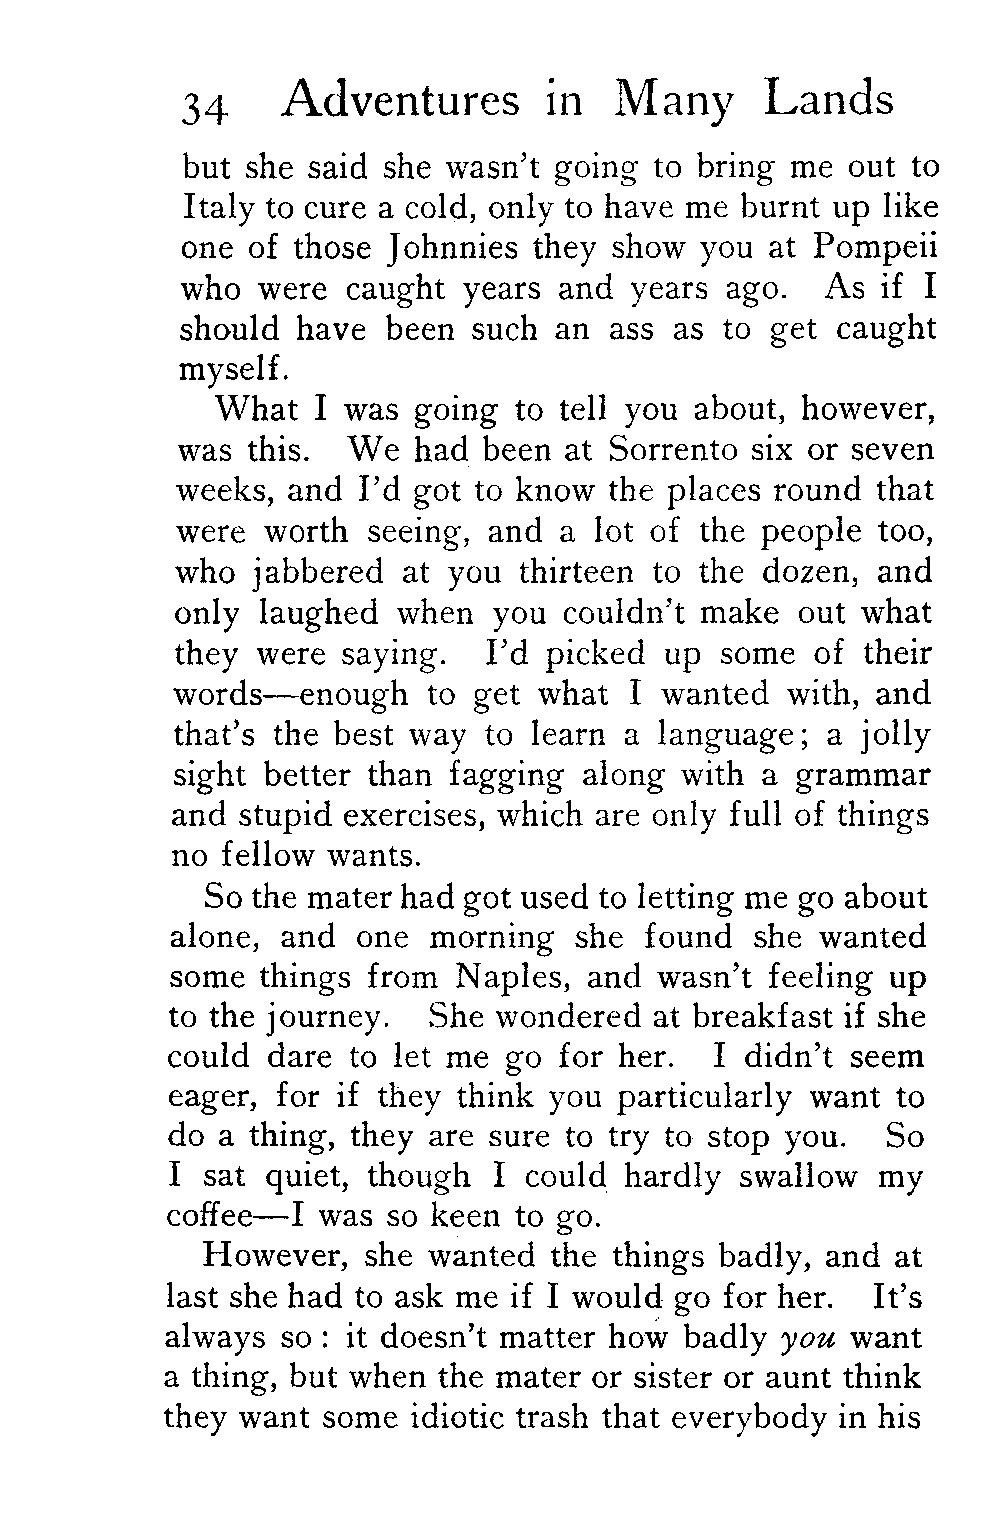 34 Adventures in Many Lands
but she said she wasn't going to bring me out to
Italy to cure a cold, only to have me burnt up like
one of those Johnnies they show you at Pompeii
who were caught years and years ago. As if I
should have been such an ass as to get caught
myself.
What I was going to tell you about, however,
was this. We had been at Sorrento six or seven
weeks, and I'd got to know the places round that
were worth seeing, and a lot of the people too,
who jabbered at you thirteen to the dozen, and
only laughed when you couldn't make out what
they were saying. I'd picked up some of their
words—enough to get what I wanted with, and
that's the best way to learn a language; a jolly
sight better than fagging along with a grammar
and stupid exercises, which are only full of things
no fellow wants.
So the mater had got used to letting me go about
alone, and one morning she found she wanted
some things from Naples, and wasn't feeling up
to the journey. She wondered at breakfast if she
could dare to let me go for her. I didn't seem
eager, for if they think you particularly want to
do a thing, they are sure to try to stop you. So
I sat quiet, though I could hardly swallow my
coffee—I was so keen to go.
However, she wanted the things badly, and at
last she had to ask me if I would go for her. It's
always so : it doesn't matter how badly you want
a thing, but when the mater or sister or aunt think
they want some idiotic trash that everybody in his